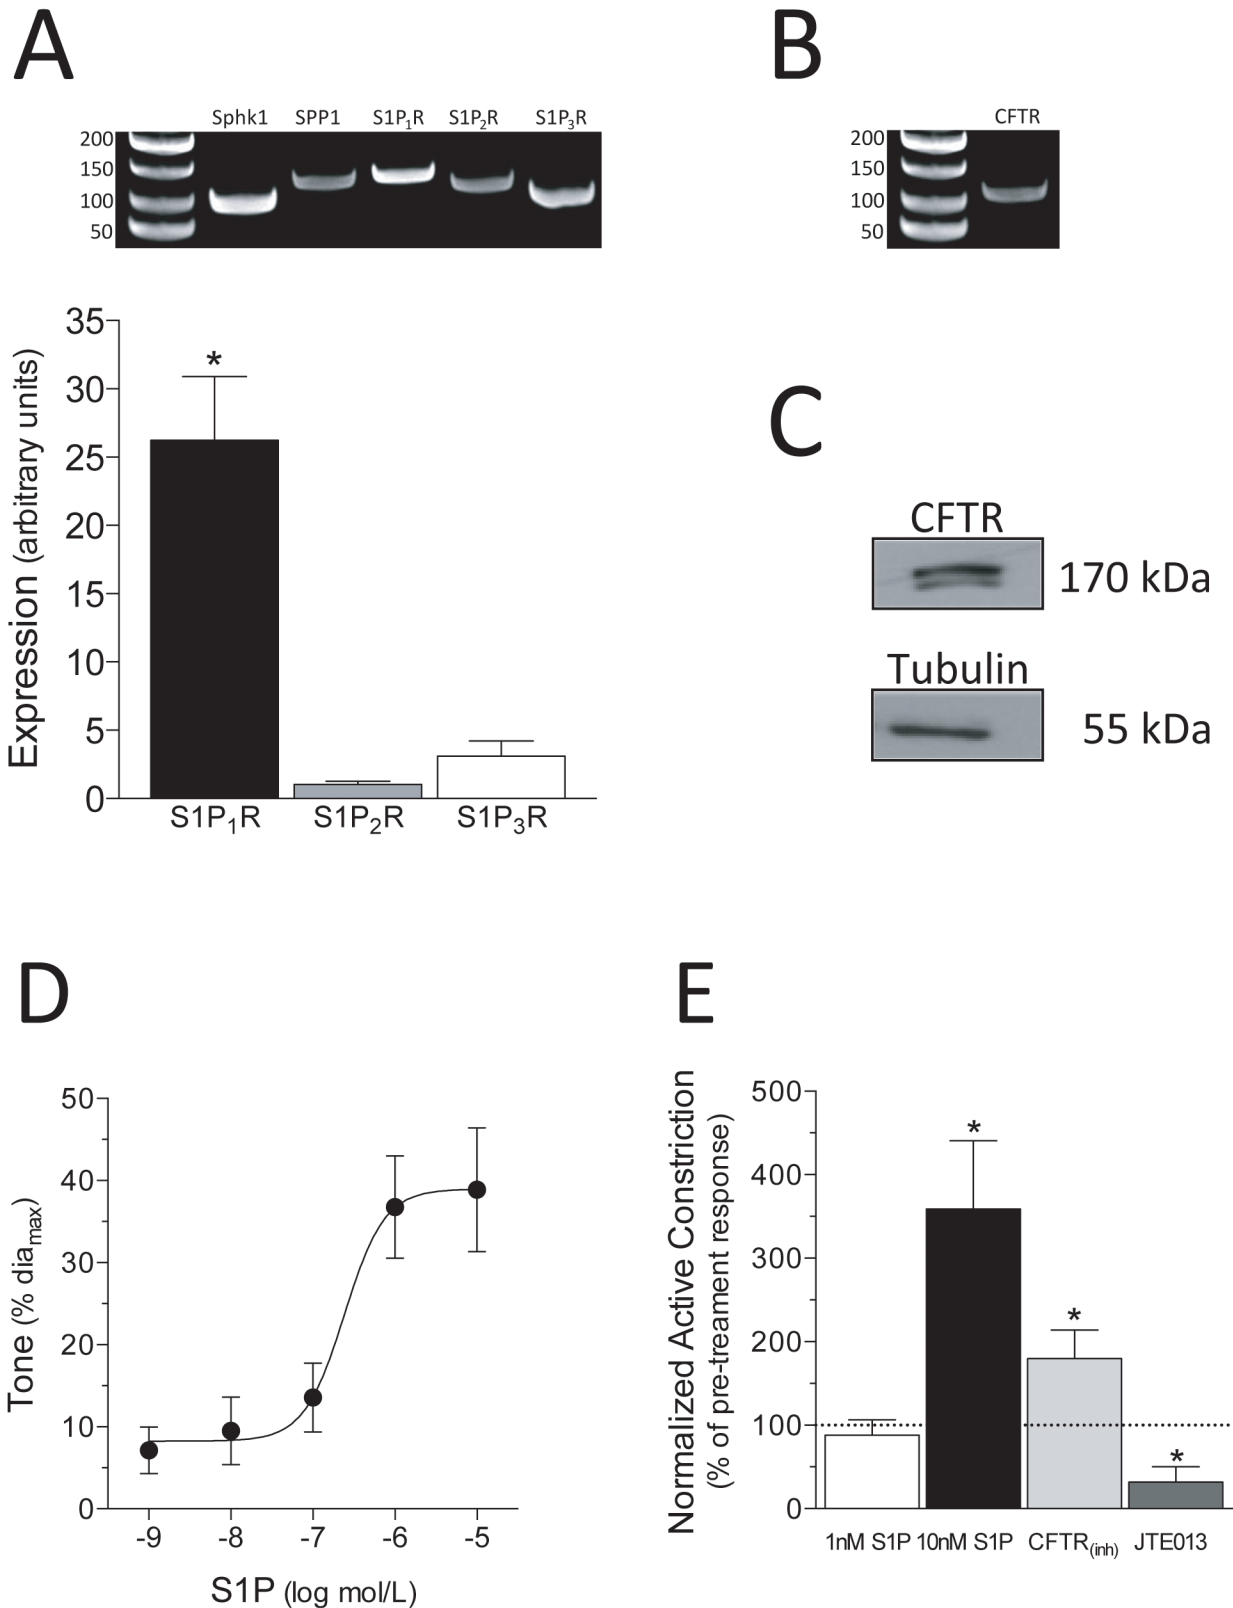 A
Sphk1 SPP1 S1P1R S1P2R S1P3R
200
150
100
50
B
CFTR
200
150
100
50
35
30
25
20
15
10
5
0
*
Expression (arbitrary units)
S1P1R S1P2R S1P3R
C
CFTR
170 kDa
Tubulin
55 kDa
D
50
40
30
20
10
0
Tone (% diamax)
-9 -8 -7 -6 -5
S1P (log mol/L)
E
500
400
300
200
100
0
Normalized Active Constriction
(% of pre-treament response)
* * *
1nM S1P 10nM S1P CFTR(inh) JTE013